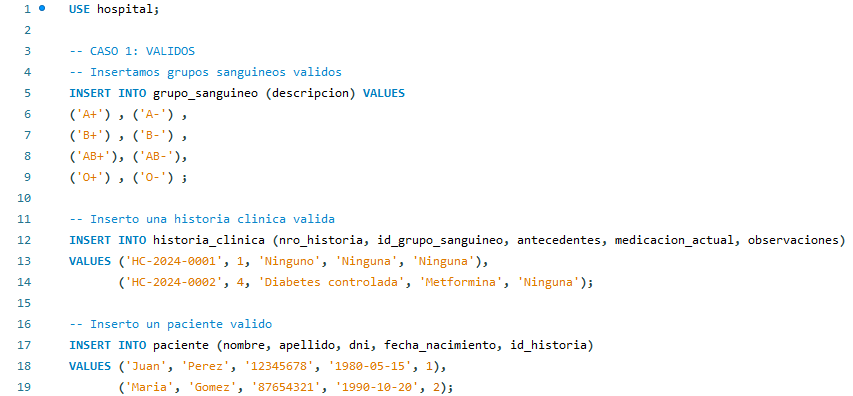 1 USE hospital;
2
3 -- CASO 1: VALIDOS
4 -- Insertamos grupos sanguineos validos
5 INSERT INTO grupo_sanguineo (descripcion) VALUES
6 ('A+') , ('A-') ,
7 ('B+') , ('B-') ,
8 ('AB+'), ('AB-'),
9 ('O+') , ('O-') ;
10
11 -- Inserto una historia clinica valida
12 INSERT INTO historia_clinica (nro_historia, id_grupo_sanguineo, antecedentes, medicacion_actual, observaciones)
13 VALUES ('HC-2024-0001', 1, 'Ninguno', 'Ninguna', 'Ninguna'),
14 ('HC-2024-0002', 4, 'Diabetes controlada', 'Metformina', 'Ninguna');
15
16 -- Inserto un paciente valido
17 INSERT INTO paciente (nombre, apellido, dni, fecha_nacimiento, id_historia)
18 VALUES ('Juan', 'Perez', '12345678', '1980-05-15', 1),
19 ('Maria', 'Gomez', '87654321', '1990-10-20', 2);